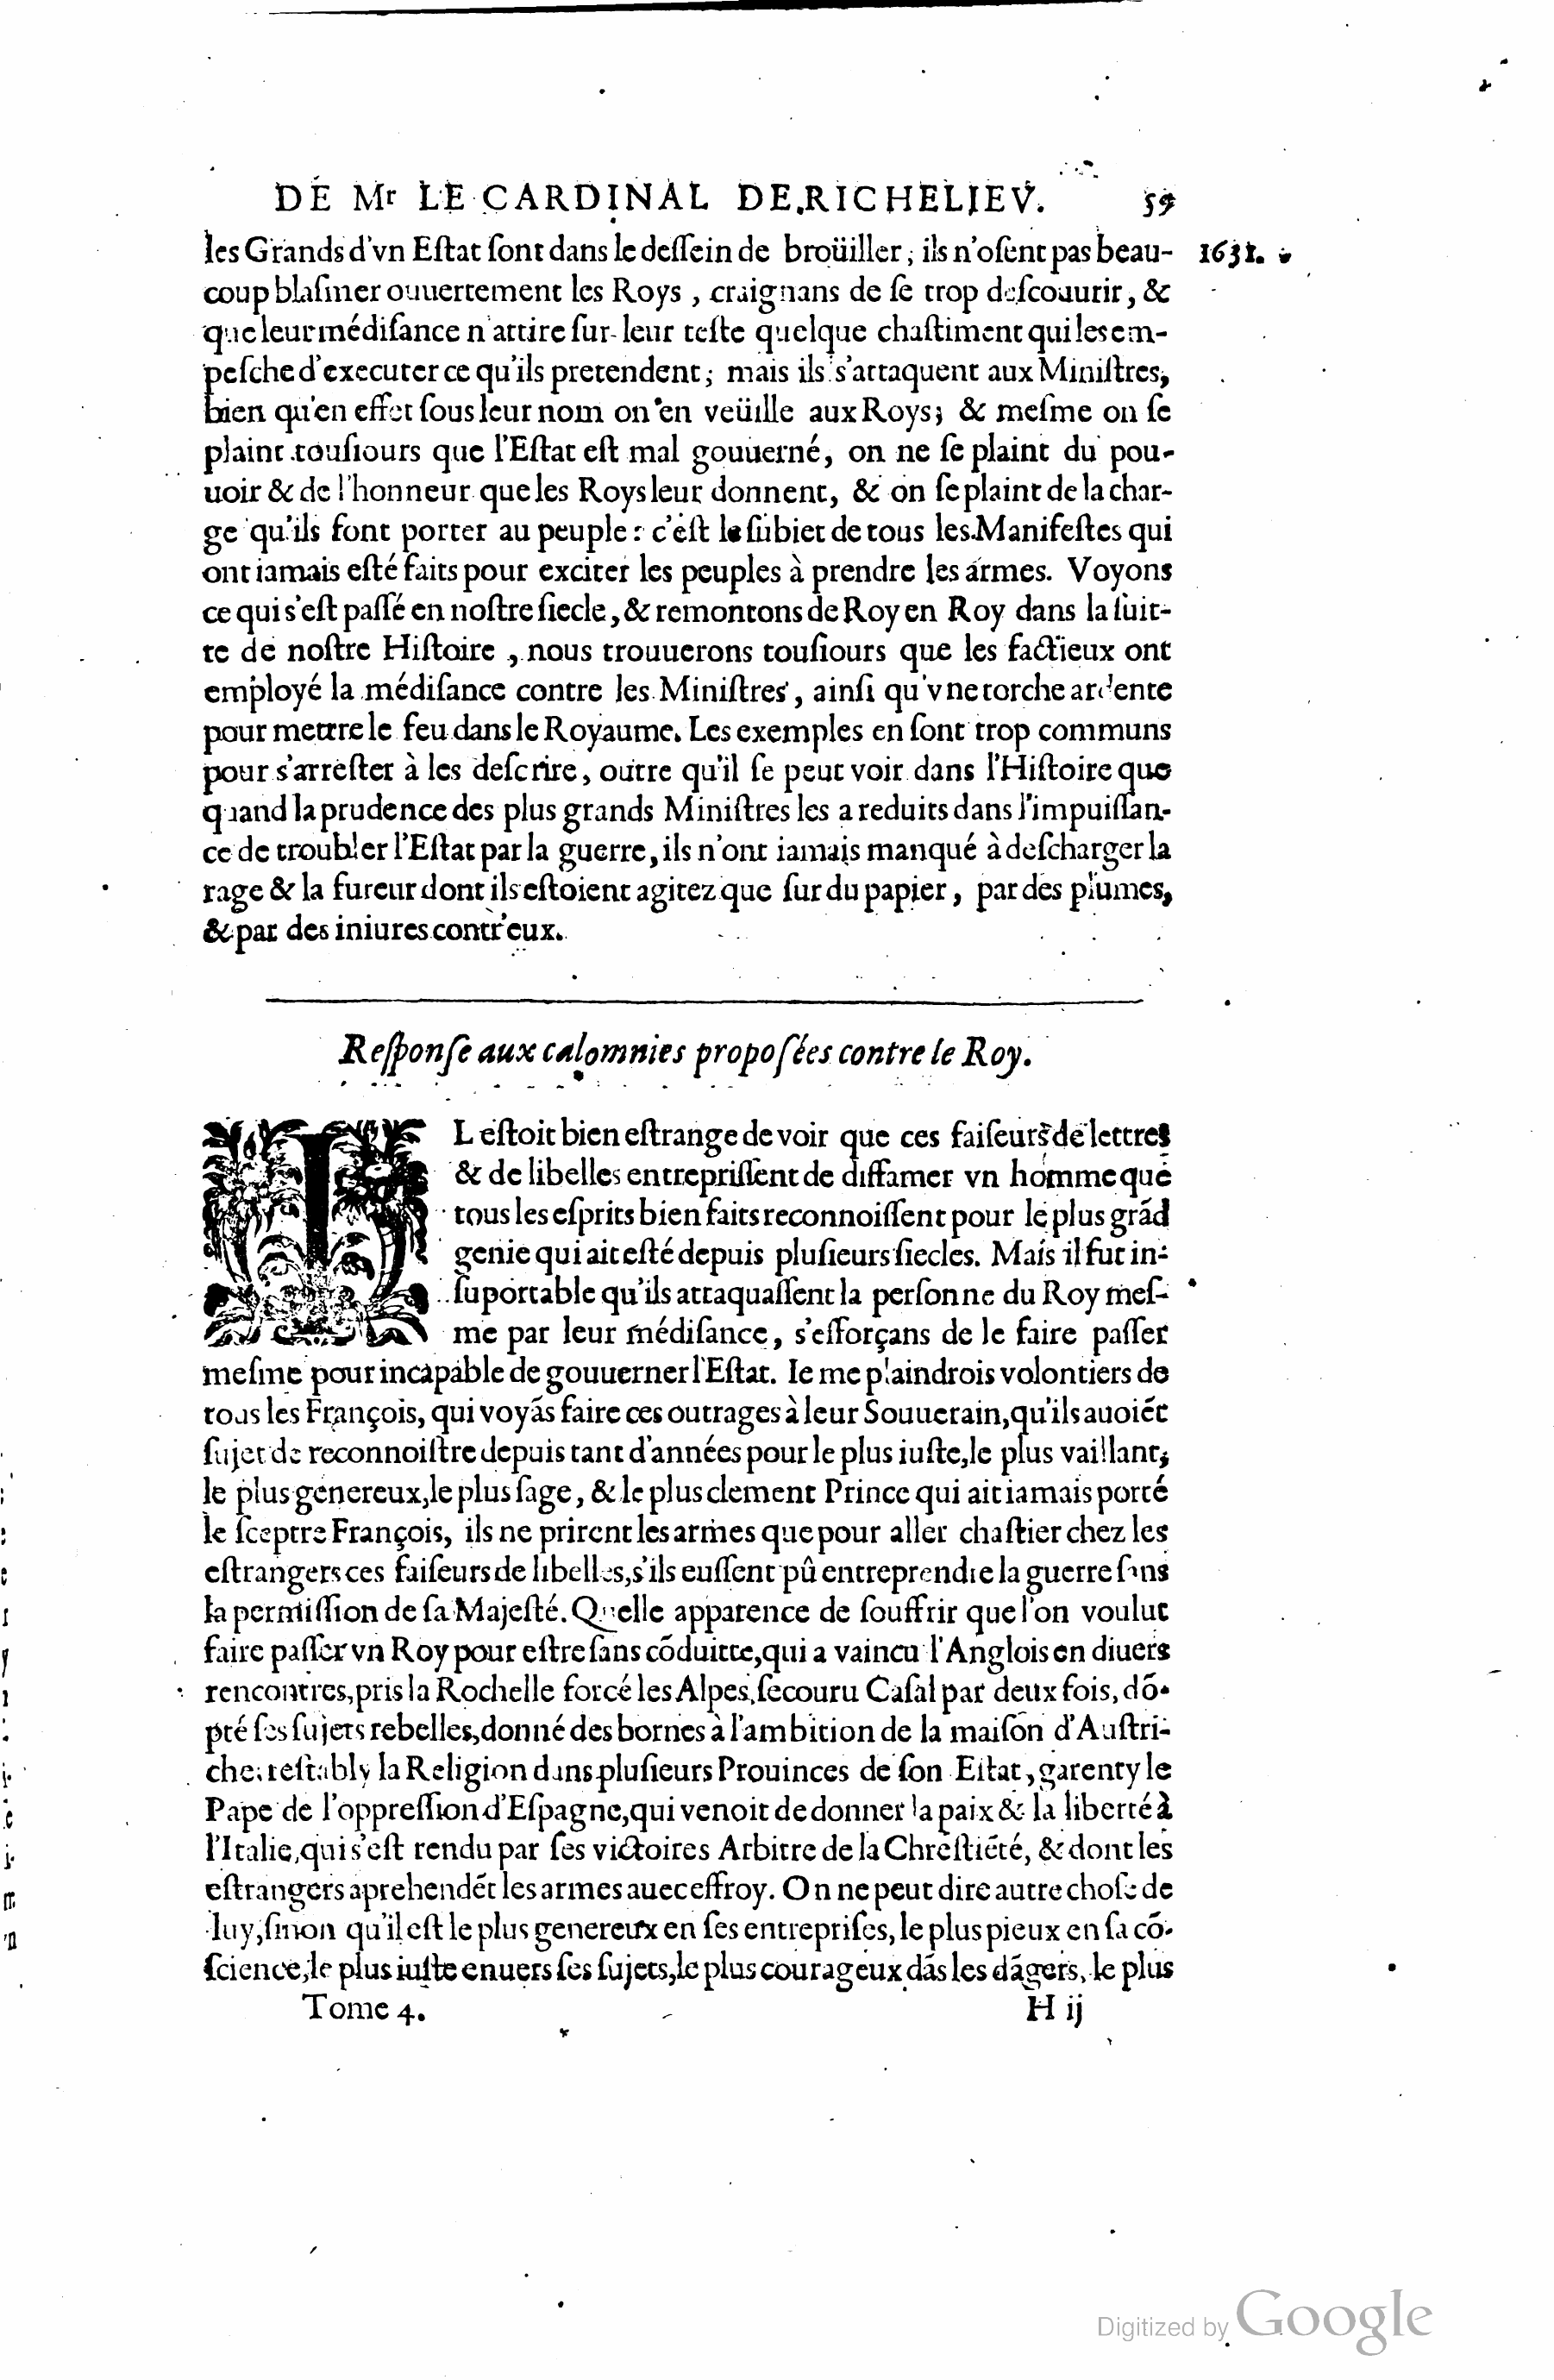 DE Mr LE CARDINAL DE RICHELIEV. 59
les Grands d'vn Eſtat ſont dans le deſſein de broüiller ; ils n'oſent pas beau- 1631.
coup blaſmer ouuertement les Roys , craignans de ſe trop deſcouurir, &
que leur médiſance n'attire ſur leur teſte quelque chaſtiment qui les em-
peſche d'executer ce qu'ils pretendent ; mais ils s'attaquent aux Miniſtres,
bien qu'en effet ſous leur nom on en veüille aux Roys ; & meſme on ſe
plaint touſiours que l'Eſtat eſt mal gouuerné, on ne ſe plaint du pou-
uoir & de l'honneur que les Roys leur donnent, & on ſe plaint de la char-
ge qu'ils font porter au peuple : c'eſt le ſubiet de tous les Manifeſtes qui
ont iamais eſté faits pour exciter les peuples à prendre les armes. Voyons
ce qui s'eſt paſſé en noſtre ſiecle, & remontons de Roy en Roy dans la ſuit-
te de noſtre Hiſtoire , nous trouuerons touſiours que les factieux ont
employé la médiſance contre les Miniſtres , ainſi qu'vne torche ardente
pour mettre le feu dans le Royaume. Les exemples en ſont trop communs
pour s'arreſter à les deſcrire, outre qu'il ſe peut voir dans l'Hiſtoire que
quand la prudence des plus grands Miniſtres les a reduits dans l'impuiſſan-
ce de troubler l'Eſtat par la guerre, ils n'ont iamais manqué à deſcharger la
rage & la fureur dont ils eſtoient agitez que ſur du papier , par des plumes,
& par des iniures contr'eux.
Reſponſe aux calomnies propoſées contre le Roy.
IL eſtoit bien eſtrange de voir que ces faiſeurs de lettres
& de libelles entrepriſſent de diffamer vn homme que
tous les eſprits bien faits reconnoiſſent pour le plus grãd
genie qui ait eſté depuis pluſieurs ſiecles. Mais il fut in-
ſuportable qu'ils attaquaſſent la perſonne du Roy meſ-
me par leur médiſance, s'efforçans de le faire paſſer
meſme pour incapable de gouuerner l'Eſtat. Ie me plaindrois volontiers de
tous les François, qui voyãs faire ces outrages à leur Souuerain, qu'ils auoiẽt
ſujet de reconnoiſtre depuis tant d'années pour le plus iuſte, le plus vaillant,
le plus genereux, le plus ſage, & le plus clement Prince qui ait iamais porté
le ſceptre François, ils ne prirent les armes que pour aller chaſtier chez les
eſtrangers ces faiſeurs de libelles, s'ils euſſent pû entreprendre la guerre ſans
la permiſſion de ſa Majeſté. Quelle apparence de ſouffrir que l'on voulut
faire paſſer vn Roy pour eſtre ſans cõduitte, qui a vaincu l'Anglois en diuers
rencontres, pris la Rochelle forcé les Alpes, ſecouru Caſal par deux fois, dõ-
pté ſes ſujets rebelles, donné des bornes à l'ambition de la maiſon d'Auſtri-
che, reſtably la Religion dans pluſieurs Prouinces de ſon Eſtat, garenty le
Pape de l'oppreſſion d'Eſpagne, qui venoit de donner la paix & la liberté à
l'Italie, qui s'eſt rendu par ſes victoires Arbitre de la Chreſtiẽté, & dont les
eſtrangers aprehendẽt les armes auec effroy. On ne peut dire autre choſe de
luy, ſinon qu'il eſt le plus genereux en ſes entrepriſes, le plus pieux en ſa cõ-
ſcience, le plus iuſte enuers ſes ſujets, le plus courageux dãs les dãgers, le plus
Tome 4. H ij
Digitized by Google